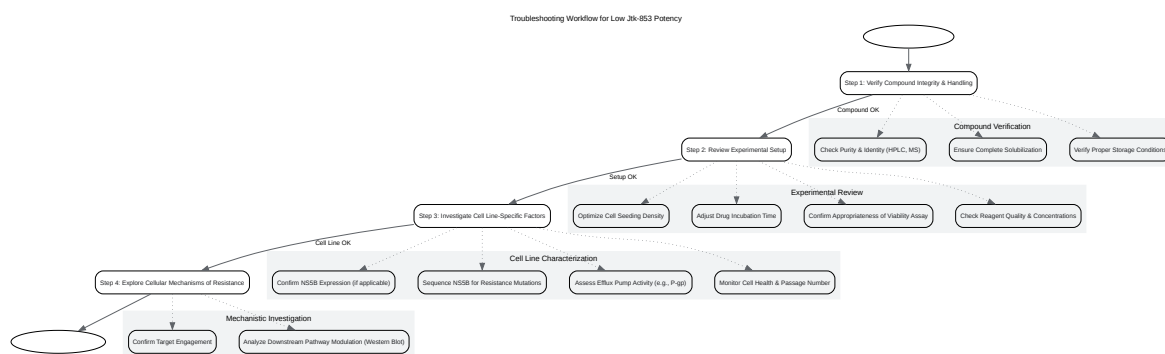 Troubleshooting Workflow for Low Jtk-853 Potency
Step 1: Verify Compound Integrity & Handling
Compound OK
Compound Verification
Check Purity & Identity (HPLC, MS)
Ensure Complete Solubilization
Verify Proper Storage Conditions
Step 2: Review Experimental Setup
Setup OK
Experimental Review
Optimize Cell Seeding Density
Adjust Drug Incubation Time
Confirm Appropriateness of Viability Assay
Check Reagent Quality & Concentrations
Step 3: Investigate Cell Line-Specific Factors
Cell Line OK
Cell Line Characterization
Confirm NS5B Expression (if applicable)
Sequence NS5B for Resistance Mutations
Assess Efflux Pump Activity (e.g., P-gp)
Monitor Cell Health & Passage Number
Step 4: Explore Cellular Mechanisms of Resistance
Mechanistic Investigation
Confirm Target Engagement
Analyze Downstream Pathway Modulation (Western Blot)